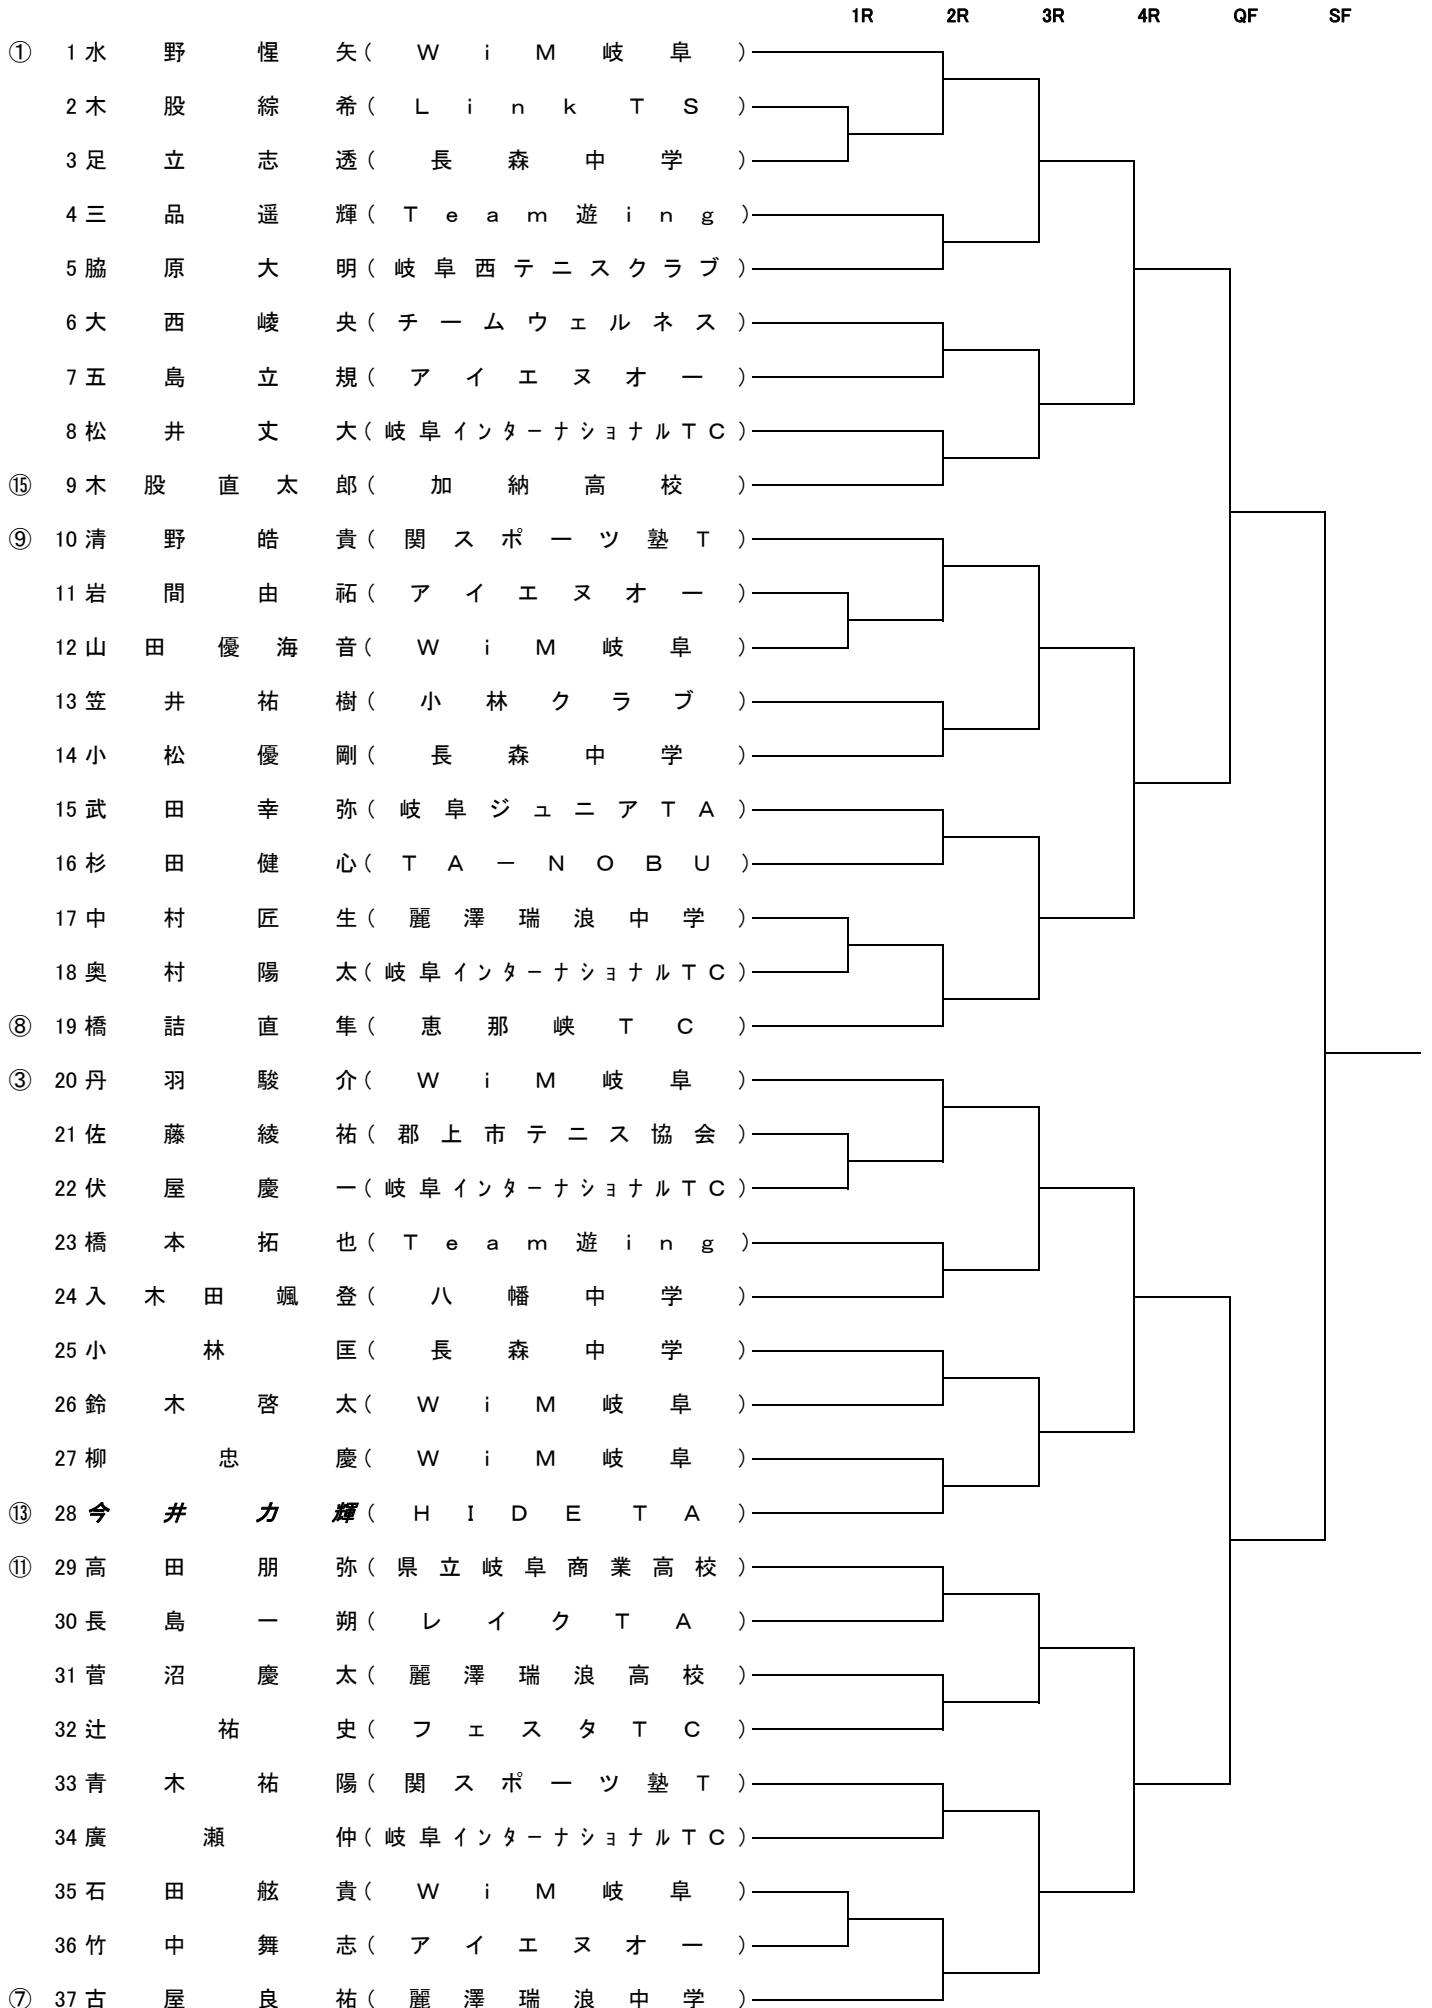 1R 2R 3R 4R QF SF
① 1 水野惺矢(WiM岐阜)
2 木股綜希(Link TS)
3 足立志透(長森中学)
4 三品遥輝(Team遊ing)
5 脇原大明(岐阜西テニスクラブ)
6 大西崚央(チームウェルネス)
7 五島立規(アイエヌオー)
8 松井丈大(岐阜インターナショナルTC)
⑮ 9 木股直太郎(加納高校)
⑨ 10 清野皓貴(関スポーツ塾T)
11 岩間由祏(アイエヌオー)
12 山田優海音(WiM岐阜)
13 笠井祐樹(小林クラブ)
14 小松優剛(長森中学)
15 武田幸弥(岐阜ジュニアTA)
16 杉田健心(TA-NOBU)
17 中村匠生(麗澤瑞浪中学)
18 奥村陽太(岐阜インターナショナルTC)
⑧ 19 橋詰直隼(恵那峡TC)
③ 20 丹羽駿介(WiM岐阜)
21 佐藤綾祐(郡上市テニス協会)
22 伏屋慶一(岐阜インターナショナルTC)
23 橋本拓也(Team遊ing)
24 入木田颯登(八幡中学)
25 小林匡(長森中学)
26 鈴木啓太(WiM岐阜)
27 柳忠慶(WiM岐阜)
⑬ 28 今井力輝(HIDE TA)
⑪ 29 高田朋弥(県立岐阜商業高校)
30 長島一朔(レイクTA)
31 菅沼慶太(麗澤瑞浪高校)
32 辻祐史(フェスタTC)
33 青木祐陽(関スポーツ塾T)
34 廣瀬仲(岐阜インターナショナルTC)
35 石田舷貴(WiM岐阜)
36 竹中舞志(アイエヌオー)
⑦ 37 古屋良祐(麗澤瑞浪中学)